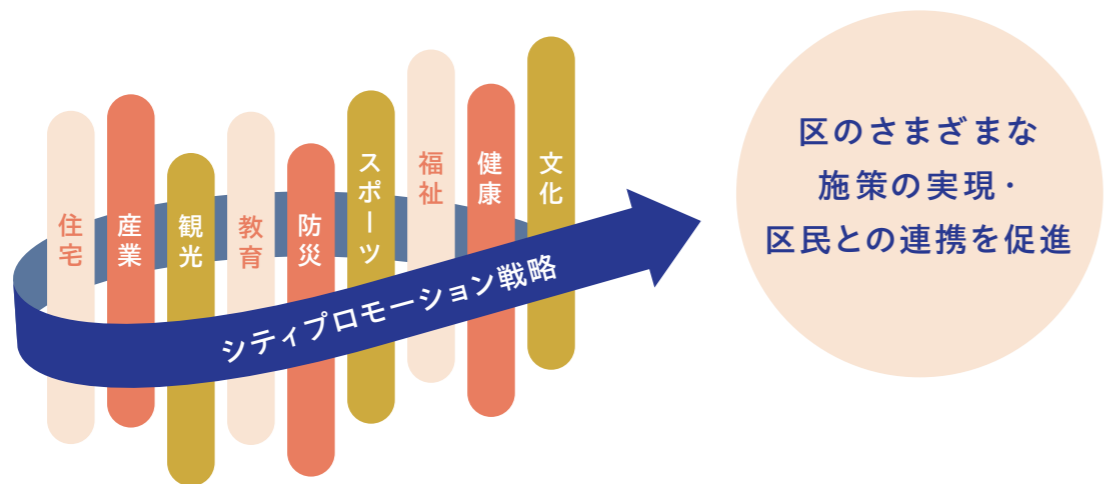 住宅
産業
観光
教育
防災
スポーツ
福祉
健康
文化
シティプロモーション戦略
区のさまざまな
施策の実現・
区民との連携を促進